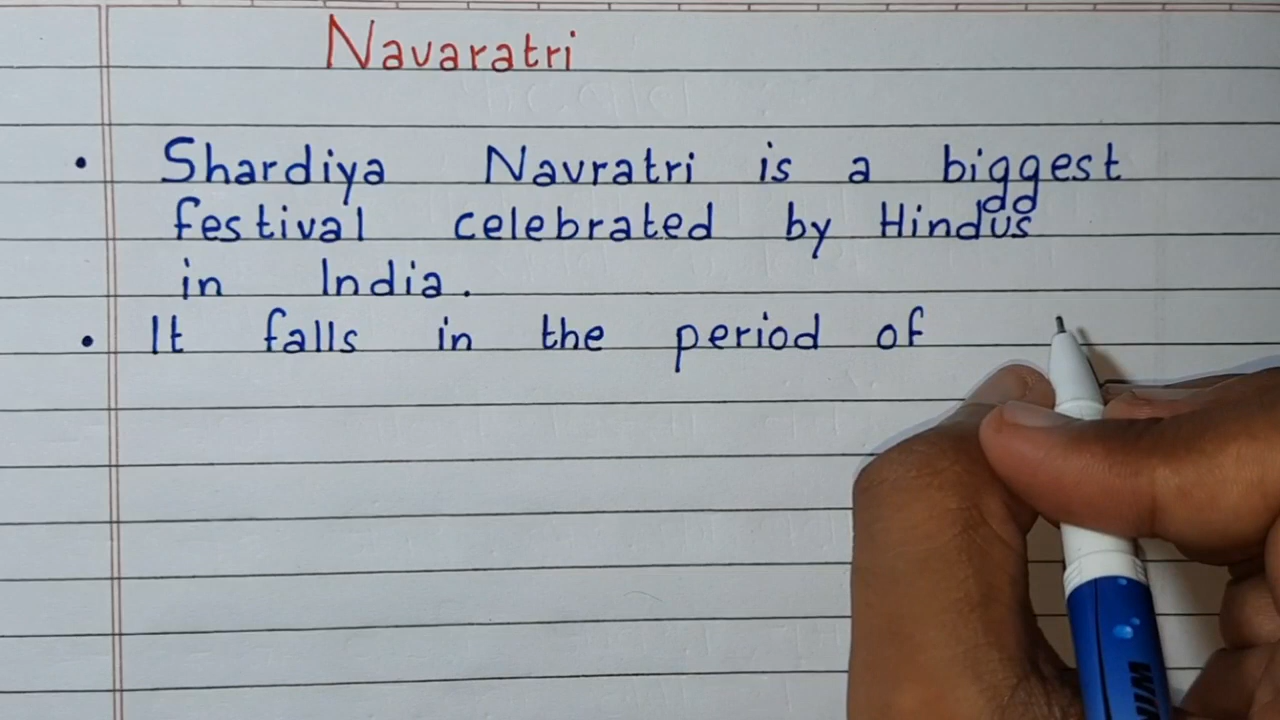 Navaratri
• Shardiya Navratri is a biggest
festival celebrated by Hindus
in India.
• It falls in the period of